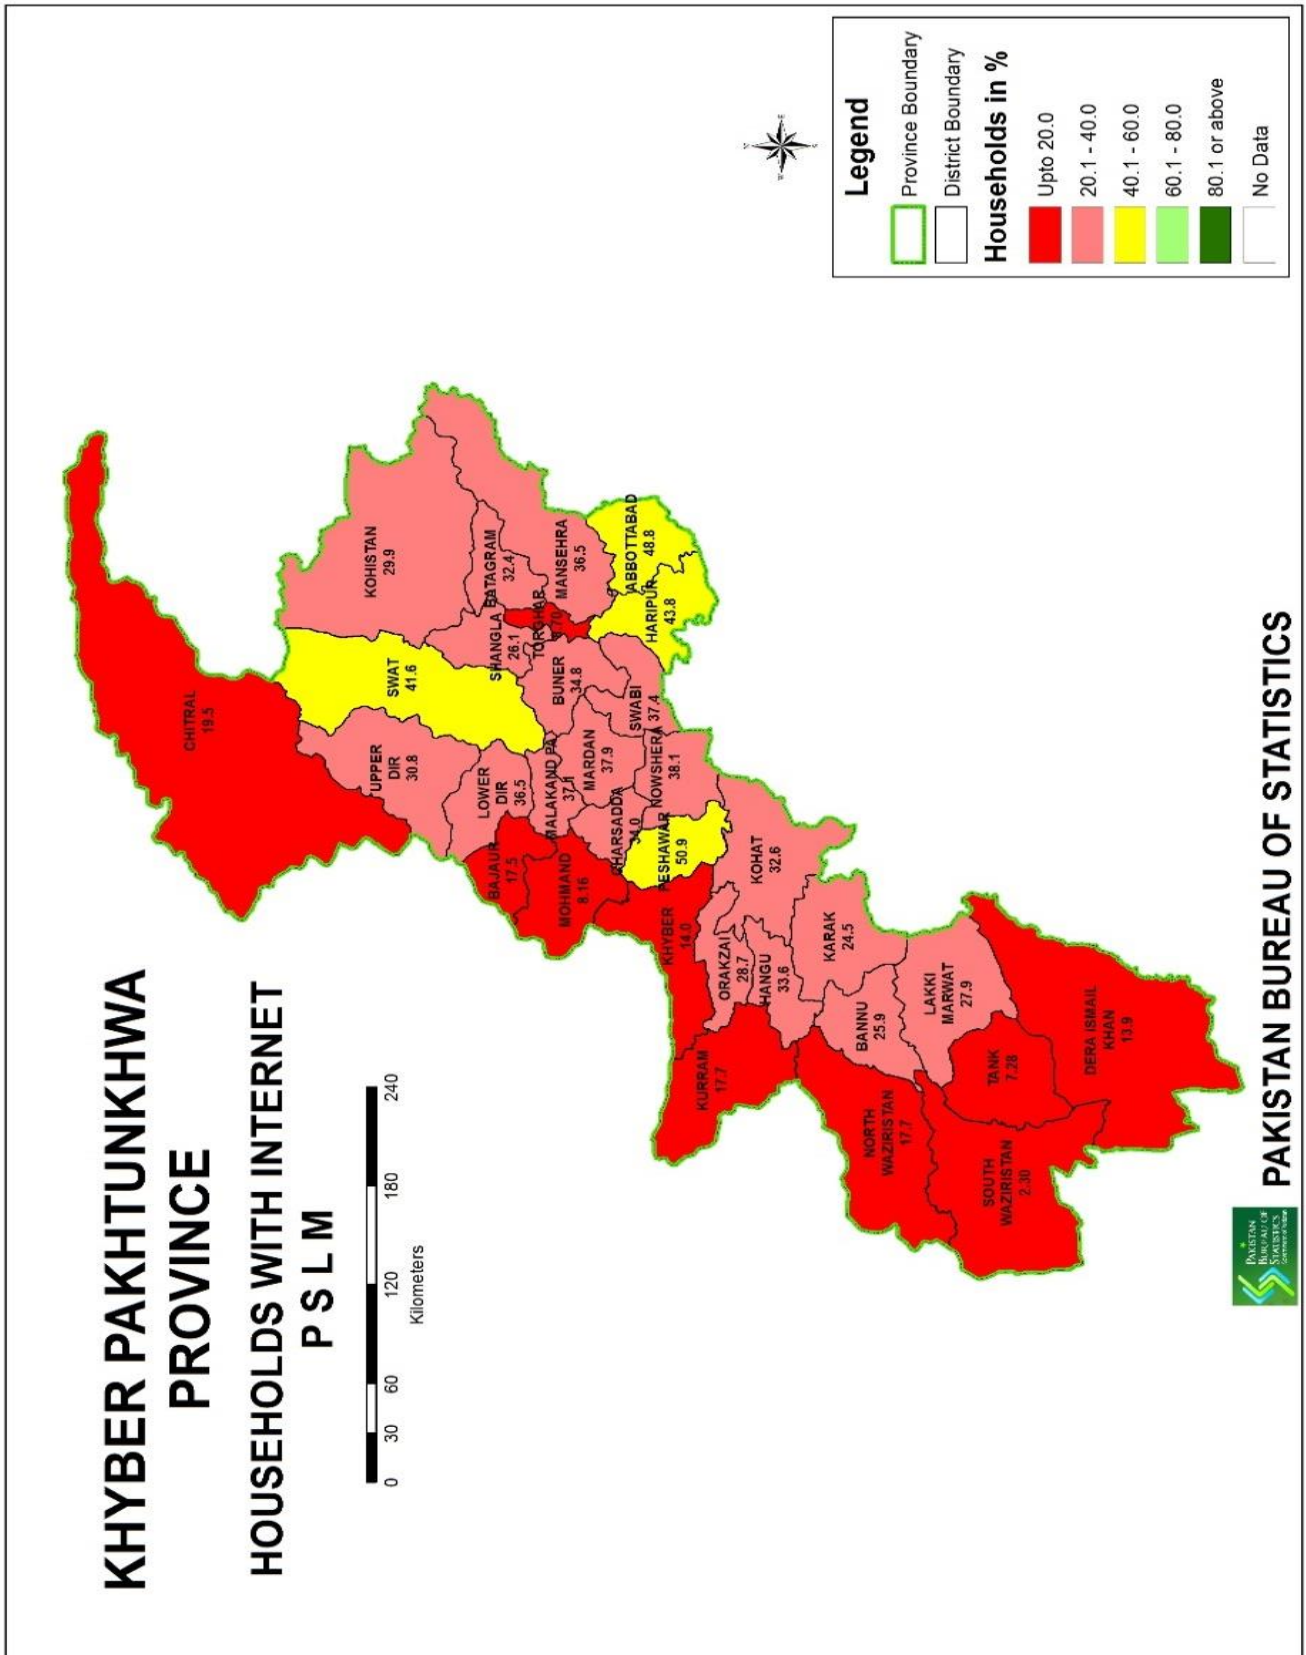 KHYBER PAKHTUNKHWA
PROVINCE
HOUSEHOLDS WITH INTERNET
P S L M
0 30 60 120 180 240
Kilometers
CHITRAL
19.5
KOHISTAN
29.9
SWAT
41.6
UPPER
DIR
30.8
LOWER
DIR
36.5
BATAGRAM
32.4
MANSEHRA
36.5
SHANGLA
26.1
TORGHAR
ABBOTTABAD
48.8
HARIPUR
43.8
BUNER
34.8
SWABI
37.4
MALAKAND PA
37.1
MARDAN
37.9
NOWSHERA
38.1
CHARSADDA
34.0
PESHAWAR
50.9
BAJAUR
17.5
MOHMAND
8.16
KHYBER
14.0
KOHAT
32.6
ORAKZAI
28.7
HANGU
33.6
KARAK
24.5
KURRAM
17.7
BANNU
25.9
LAKKI
MARWAT
27.9
NORTH
WAZIRISTAN
17.7
TANK
7.28
SOUTH
WAZIRISTAN
2.30
DERA ISMAIL
KHAN
13.9
N
W E
S
Legend
Province Boundary
District Boundary
Households in %
Upto 20.0
20.1 - 40.0
40.1 - 60.0
60.1 - 80.0
80.1 or above
No Data
PAKISTAN
BUREAU OF
STATISTICS
PAKISTAN BUREAU OF STATISTICS